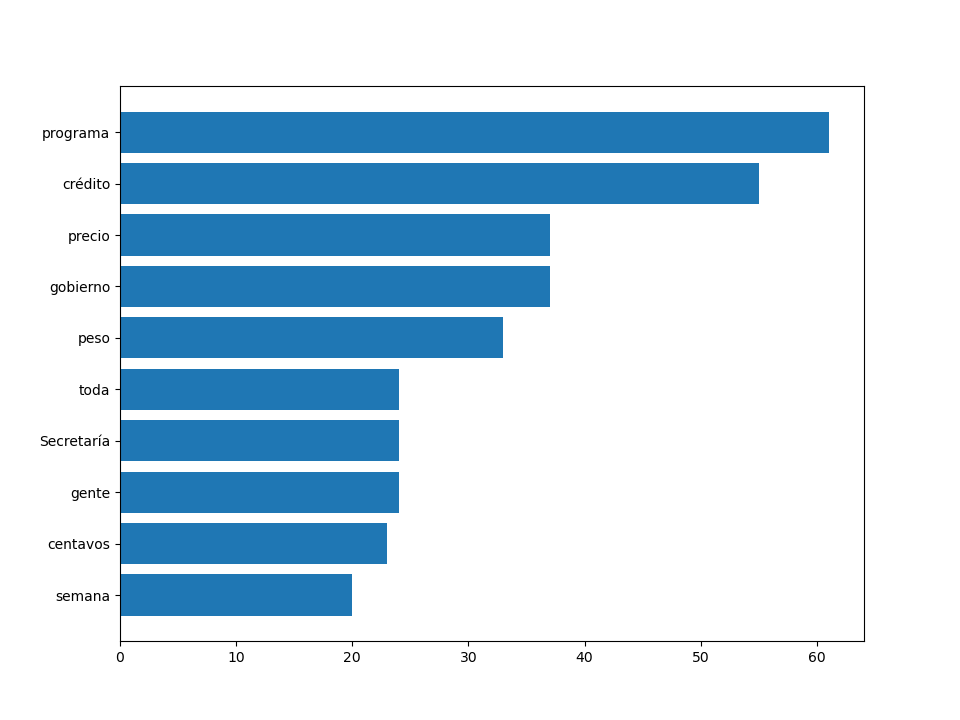 programa
crédito
precio
gobierno
peso
toda
Secretaría
gente
centavos
semana
0 10 20 30 40 50 60